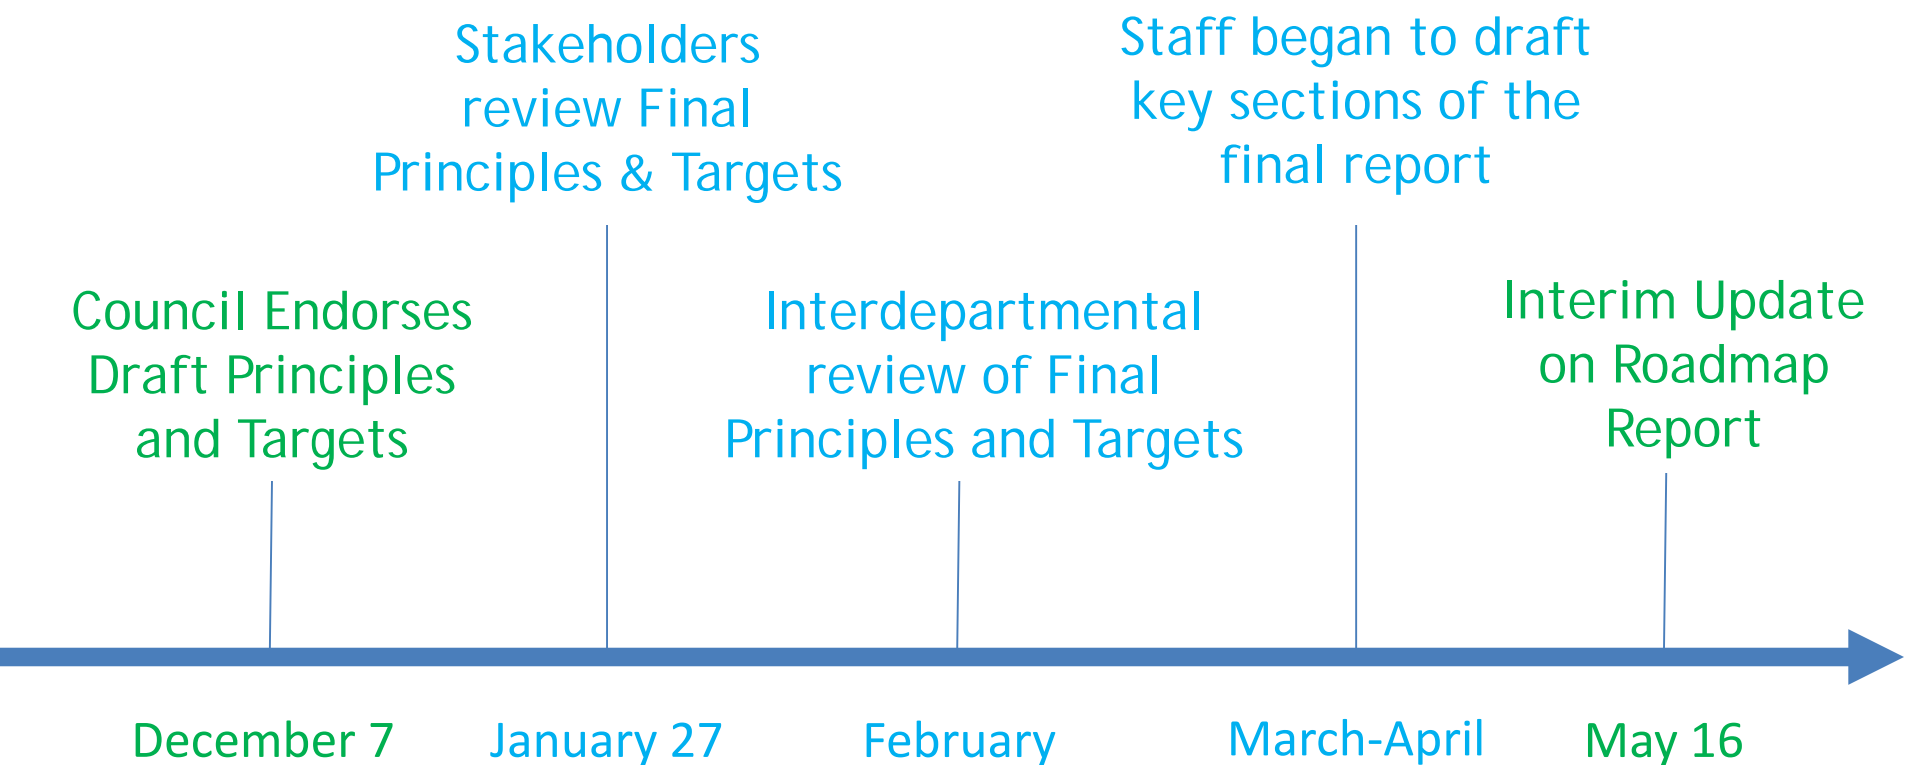 Stakeholders
review Final
Principles & Targets
Staff began to draft
key sections of the
final report
Council Endorses
Draft Principles
and Targets
Interdepartmental
review of Final
Principles and Targets
Interim Update
on Roadmap
Report
December 7
January 27
February
March-April
May 16